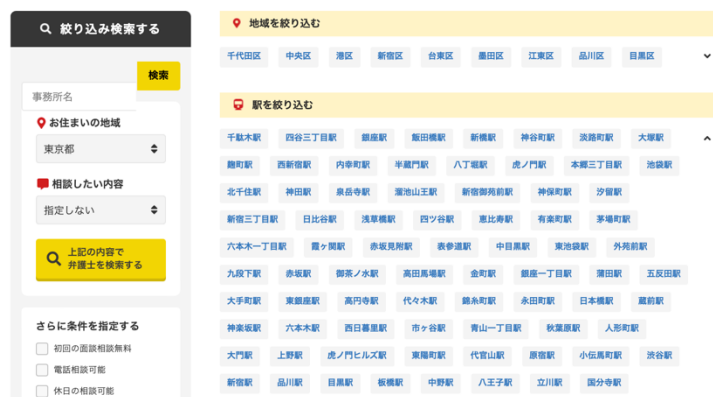 絞り込み検索する
検索
事務所名
お住まいの地域
東京都
相談したい内容
指定しない
上記の内容で
弁護士を検索する
さらに条件を指定する
初回の面談相談無料
電話相談可能
休日の相談可能
地域を絞り込む
千代田区 中央区 港区 新宿区 台東区 墨田区 江東区 品川区 目黒区
駅を絞り込む
千駄木駅 四谷三丁目駅 銀座駅 飯田橋駅 新橋駅 神谷町駅 淡路町駅 大塚駅
麴町駅 西新宿駅 内幸町駅 半蔵門駅 八丁堀駅 虎ノ門駅 本郷三丁目駅 池袋駅
北千住駅 神田駅 泉岳寺駅 溜池山王駅 新宿御苑前駅 神保町駅 汐留駅
新宿三丁目駅 日比谷駅 浅草橋駅 四ツ谷駅 恵比寿駅 有楽町駅 茅場町駅
六本木一丁目駅 霞ヶ関駅 赤坂見附駅 表参道駅 中目黒駅 東池袋駅 外苑前駅
九段下駅 赤坂駅 御茶ノ水駅 高田馬場駅 金町駅 銀座一丁目駅 蒲田駅 五反田駅
大手町駅 東銀座駅 高円寺駅 代々木駅 錦糸町駅 永田町駅 日本橋駅 蔵前駅
神楽坂駅 六本木駅 西日暮里駅 市ヶ谷駅 青山一丁目駅 秋葉原駅 人形町駅
大門駅 上野駅 虎ノ門ヒルズ駅 東陽町駅 代官山駅 原宿駅 小伝馬町駅 渋谷駅
新宿駅 品川駅 目黒駅 板橋駅 中野駅 八王子駅 立川駅 国分寺駅